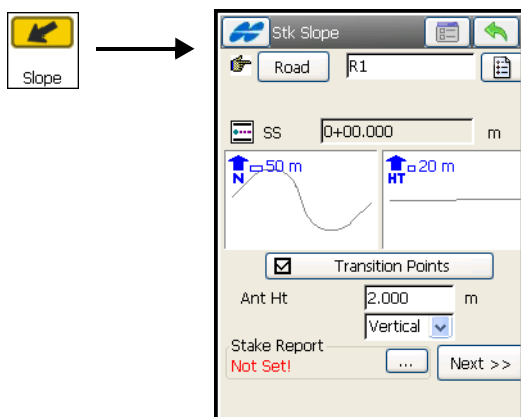 Slope
Stk Slope
Road R1
SS 0+00.000 m
N 50 m HT 20 m
Transition Points
Ant Ht 2.000 m
Vertical
Stake Report
Not Set! ... Next >>